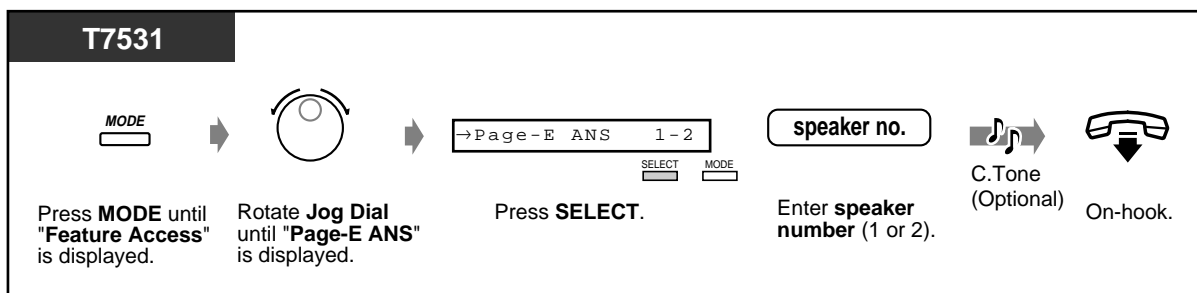 T7531
MODE
Press MODE until
"Feature Access"
is displayed.
Rotate Jog Dial
until "Page-E ANS"
is displayed.
→Page-E ANS 1-2
SELECT MODE
Press SELECT.
speaker no.
Enter speaker
number (1 or 2).
C.Tone
(Optional)
On-hook.